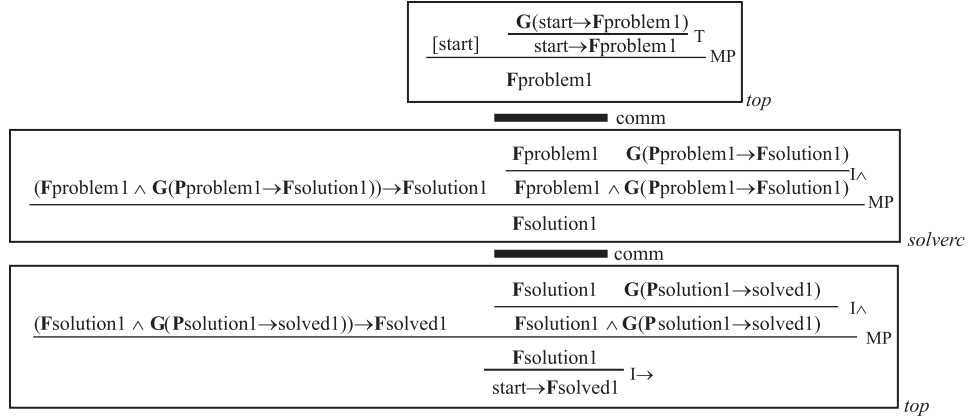 G(start→Fproblem1)
[start] start→Fproblem1 T
MP
Fproblem1
top
comm
Fproblem1 G(Pproblem1→Fsolution1)
I∧
(Fproblem1 ∧ G(Pproblem1→Fsolution1))→Fsolution1 Fproblem1 ∧ G(Pproblem1→Fsolution1)
MP
Fsolution1
solverc
comm
Fsolution1 G(Psolution1→solved1)
I∧
(Fsolution1 ∧ G(Psolution1→solved1))→Fsolved1 Fsolution1 ∧ G(Psolution1→solved1)
MP
Fsolution1
I→
start→Fsolved1
top